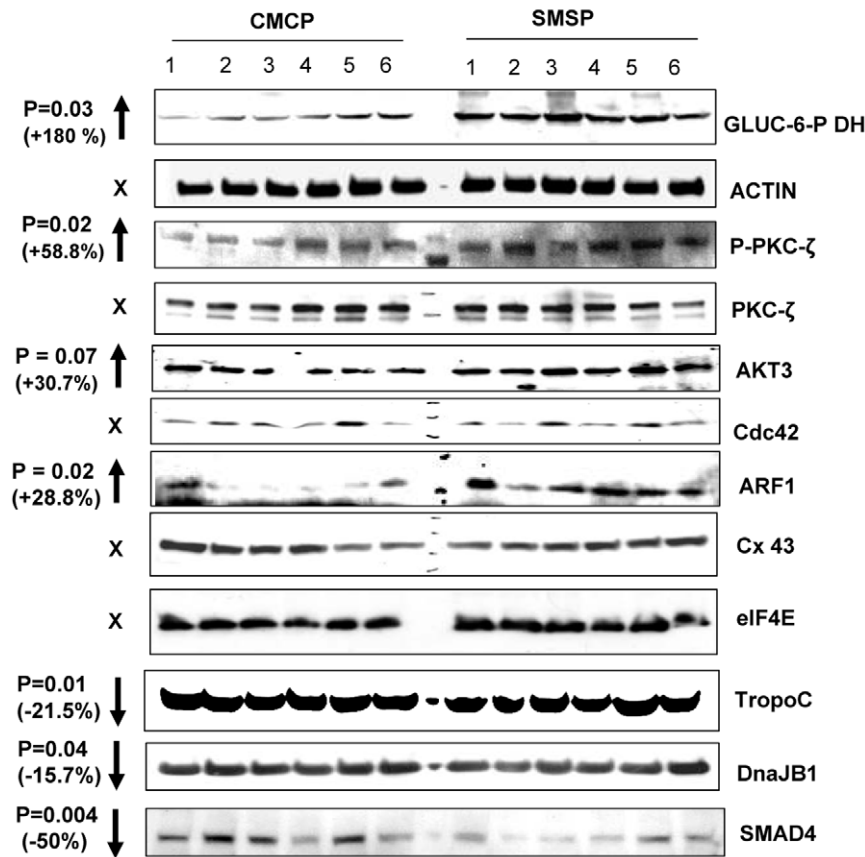 CMCP SMSP
1 2 3 4 5 6 1 2 3 4 5 6
P=0.03
(+180 %)
GLUC-6-P DH
X ACTIN
P=0.02
(+58.8%)
P-PKC-ζ
X PKC-ζ
P = 0.07
(+30.7%)
AKT3
X Cdc42
P = 0.02
(+28.8%)
ARF1
X Cx 43
X eIF4E
P=0.01
(-21.5%)
TropoC
P=0.04
(-15.7%)
DnaJB1
P=0.004
(-50%)
SMAD4